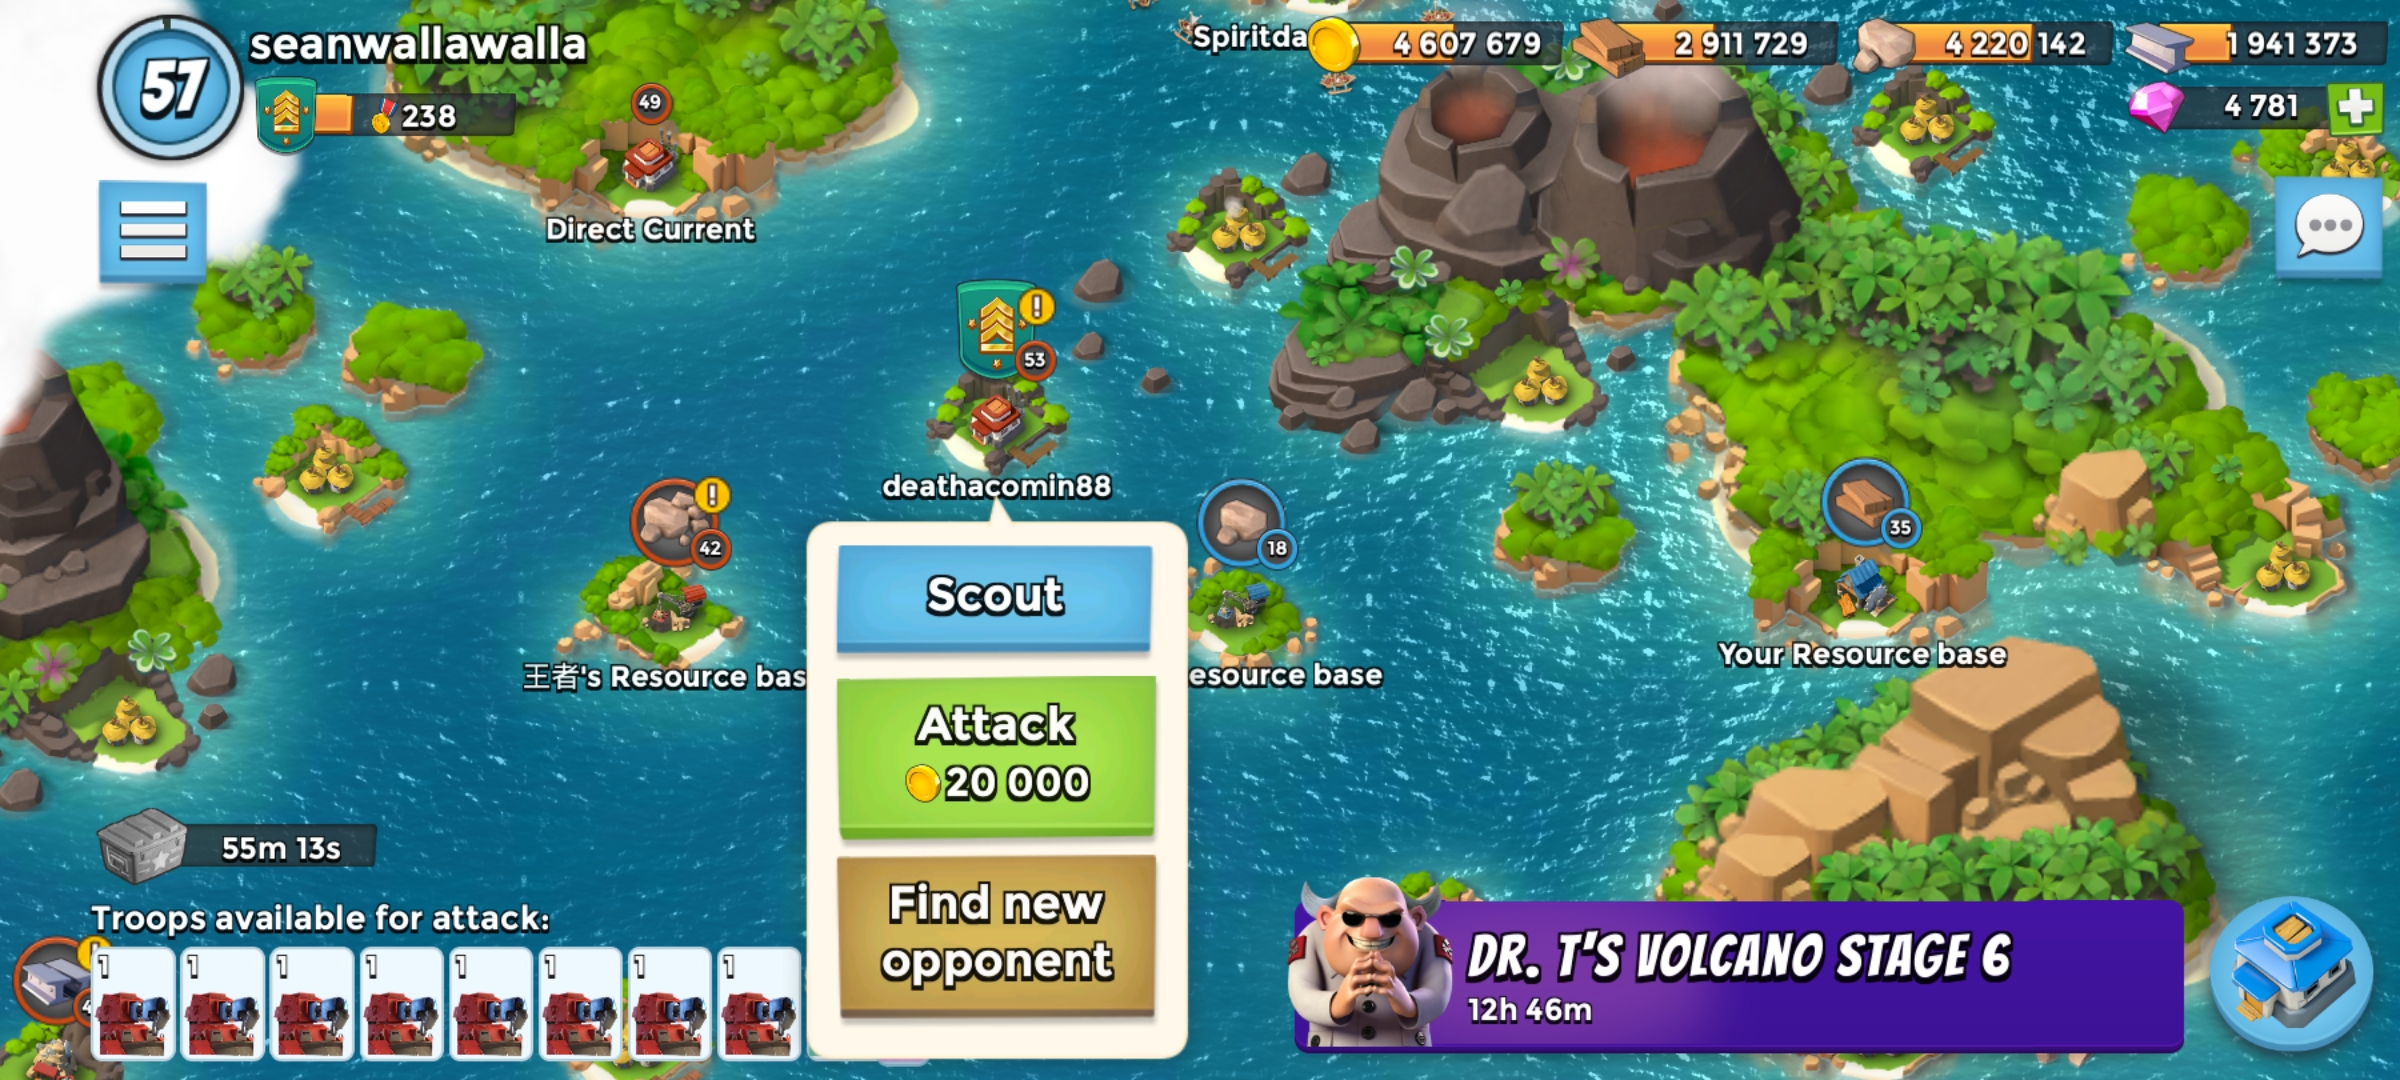 57
seanwallawalla
238
Spiritda
4 607 679
2 911 729
4 220 142
1 941 373
4 781
49
Direct Current
53
deathacomin88
42
王者's Resource bas
18
esource base
35
Your Resource base
Scout
Attack
20 000
Find new
opponent
55m 13s
Troops available for attack:
1 1 1 1 1 1 1 1
DR. T'S VOLCANO STAGE 6
12h 46m